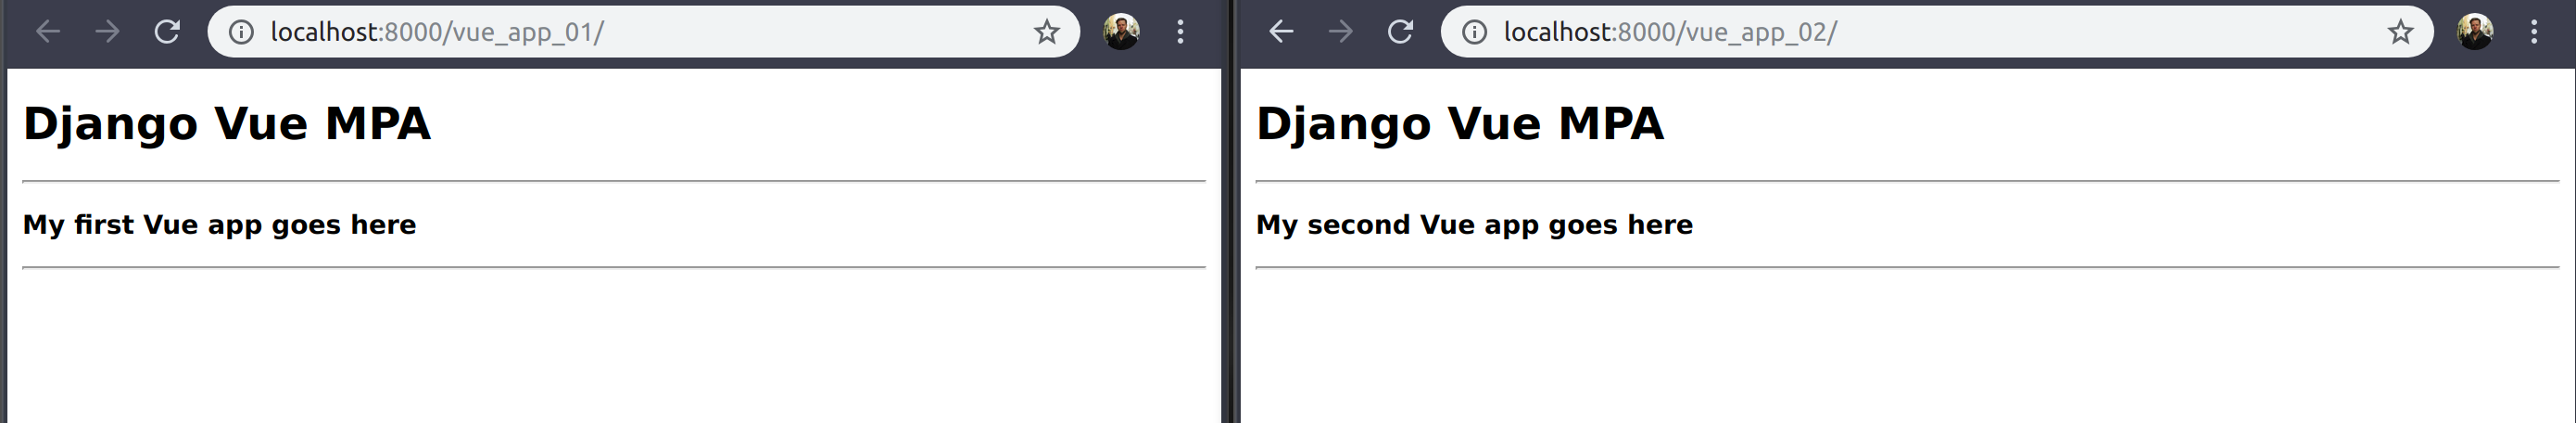 localhost:8000/vue_app_01/
Django Vue MPA
My first Vue app goes here
localhost:8000/vue_app_02/
Django Vue MPA
My second Vue app goes here